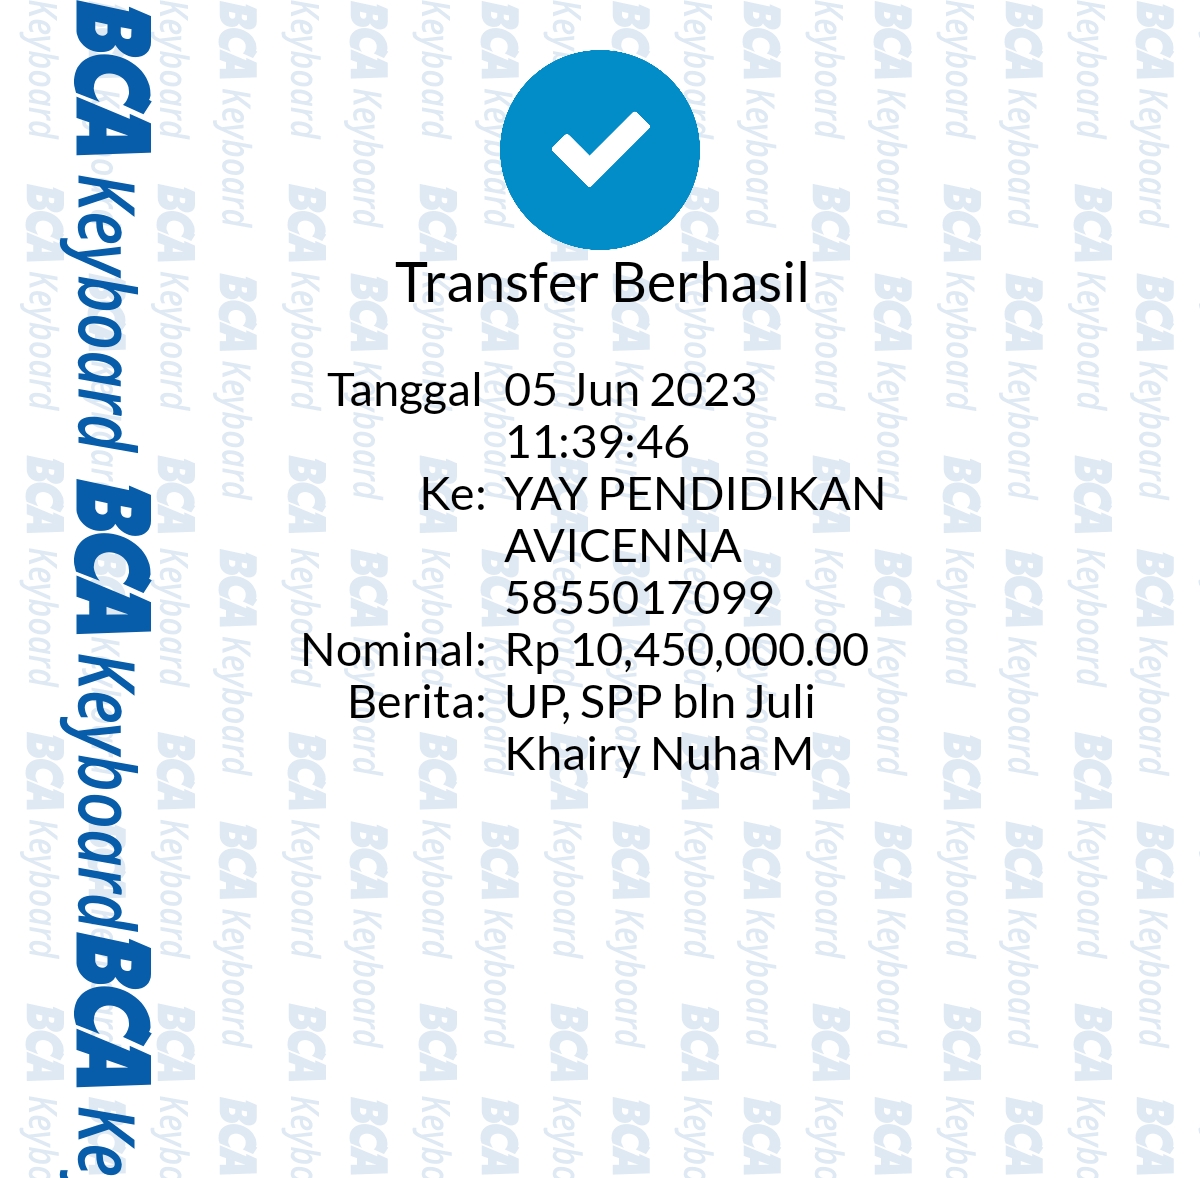 BCA Keyboard BCA Keyboard BCA Ke
Transfer Berhasil
Tanggal 05 Jun 2023
11:39:46
Ke: YAY PENDIDIKAN
AVICENNA
5855017099
Nominal: Rp 10,450,000.00
Berita: UP, SPP bln Juli
Khairy Nuha M